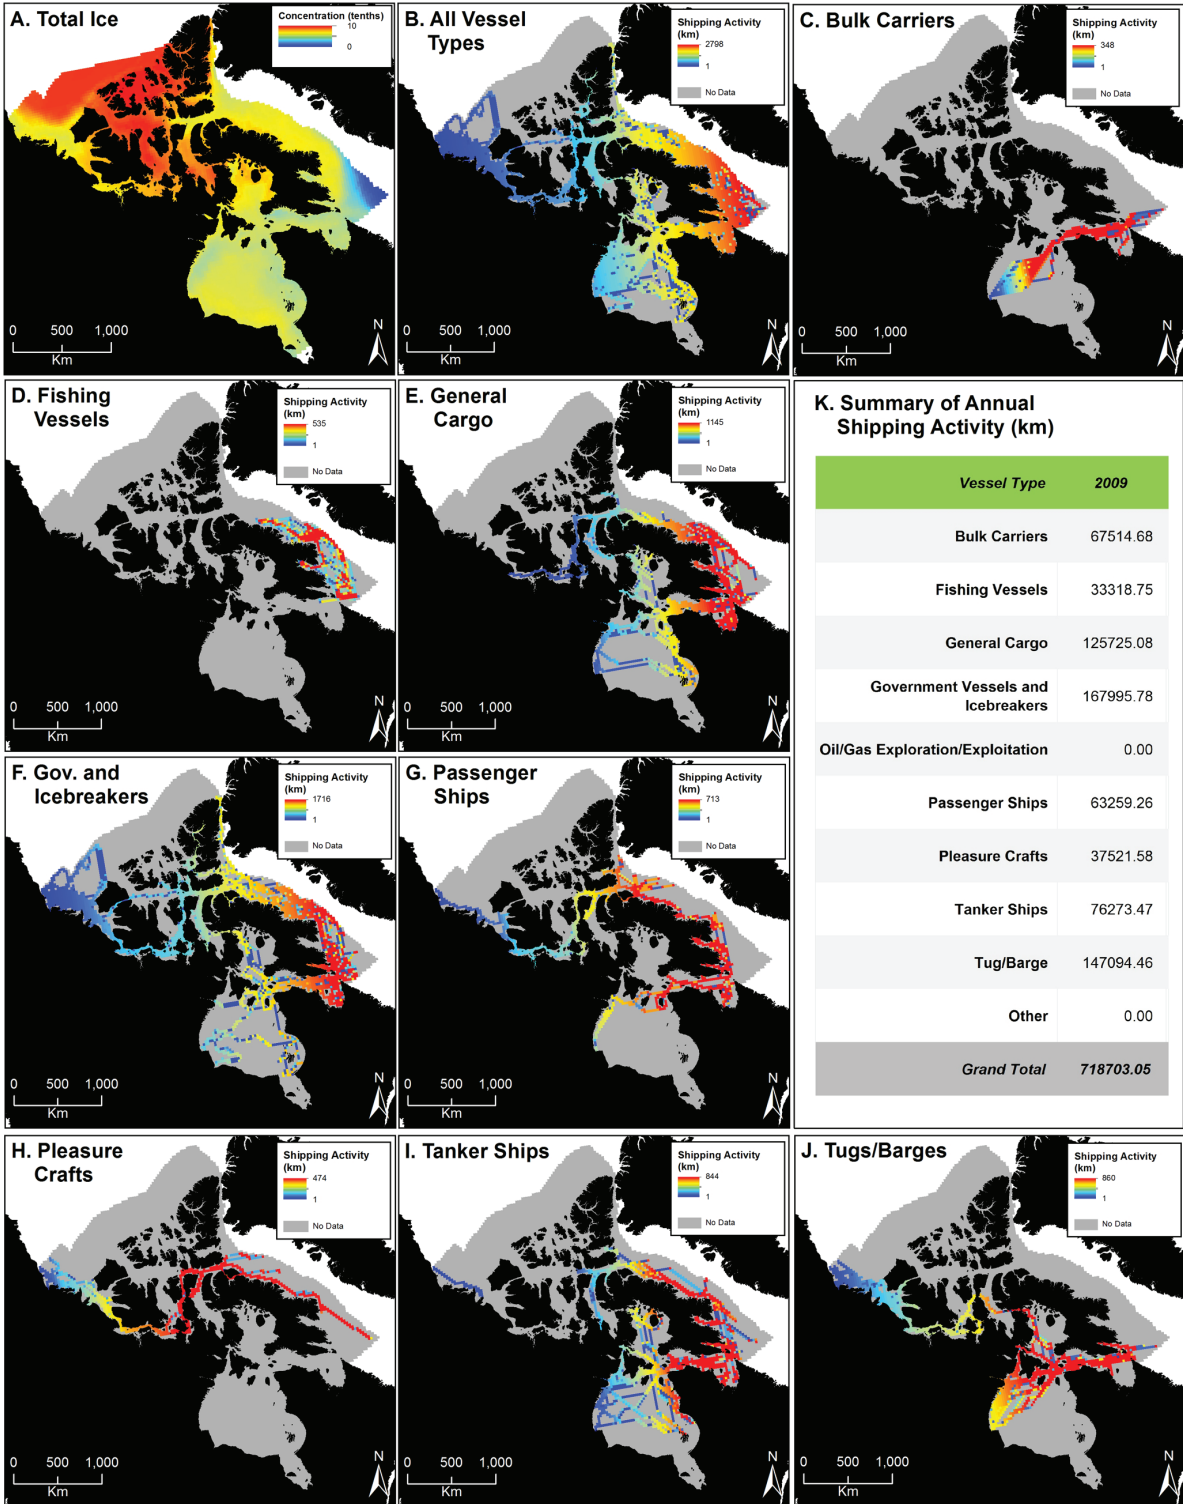 A. Total Ice
Concentration (tenths)
10
0
0 500 1,000
Km
N
B. All Vessel
Types
Shipping Activity
(km)
2798
1
No Data
0 500 1,000
Km
N
C. Bulk Carriers
Shipping Activity
(km)
348
1
No Data
0 500 1,000
Km
N
D. Fishing
Vessels
Shipping Activity
(km)
535
1
No Data
0 500 1,000
Km
N
E. General
Cargo
Shipping Activity
(km)
1145
1
No Data
0 500 1,000
Km
N
K. Summary of Annual
Shipping Activity (km)
Vessel Type 2009
Bulk Carriers 67514.68
Fishing Vessels 33318.75
General Cargo 125725.08
Government Vessels and
Icebreakers 167995.78
Oil/Gas Exploration/Exploitation 0.00
Passenger Ships 63259.26
Pleasure Crafts 37521.58
Tanker Ships 76273.47
Tug/Barge 147094.46
Other 0.00
Grand Total 718703.05
F. Gov. and
Icebreakers
Shipping Activity
(km)
1716
1
No Data
0 500 1,000
Km
N
G. Passenger
Ships
Shipping Activity
(km)
713
1
No Data
0 500 1,000
Km
N
H. Pleasure
Crafts
Shipping Activity
(km)
474
1
No Data
0 500 1,000
Km
N
I. Tanker Ships
Shipping Activity
(km)
844
1
No Data
0 500 1,000
Km
N
J. Tugs/Barges
Shipping Activity
(km)
860
1
No Data
0 500 1,000
Km
N